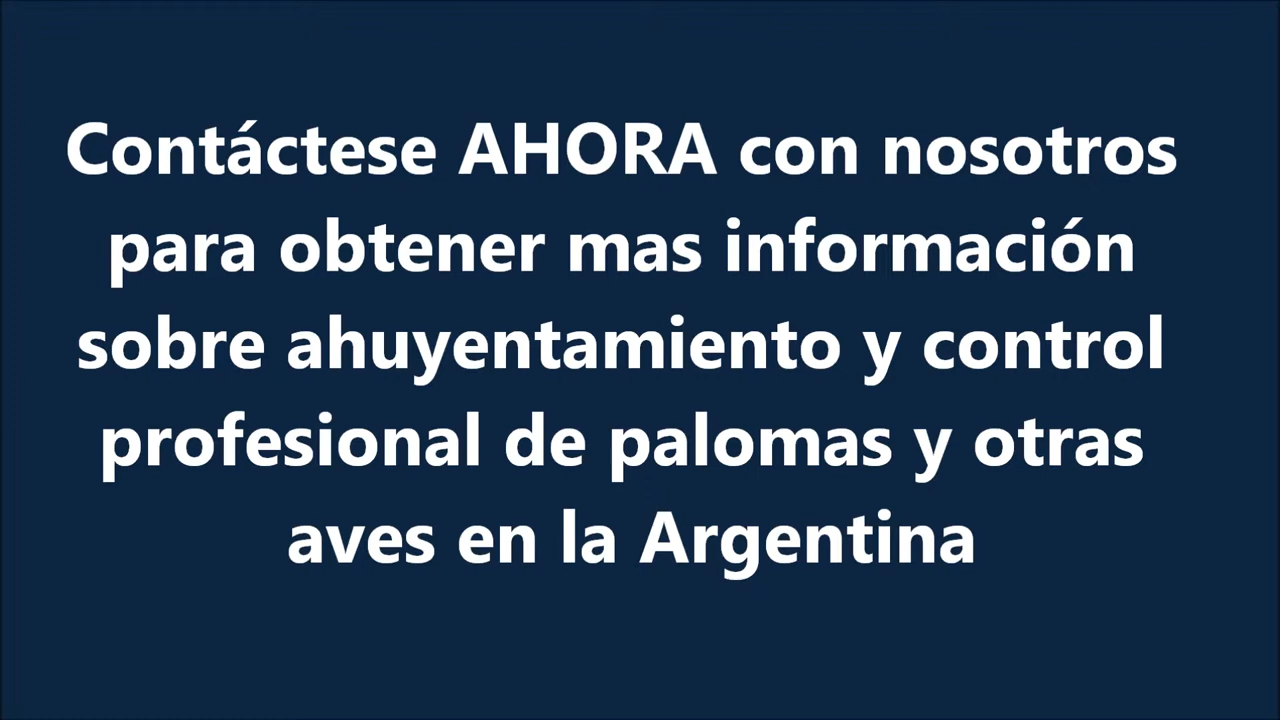 Contáctese AHORA con nosotros
para obtener mas información
sobre ahuyentamiento y control
profesional de palomas y otras
aves en la Argentina